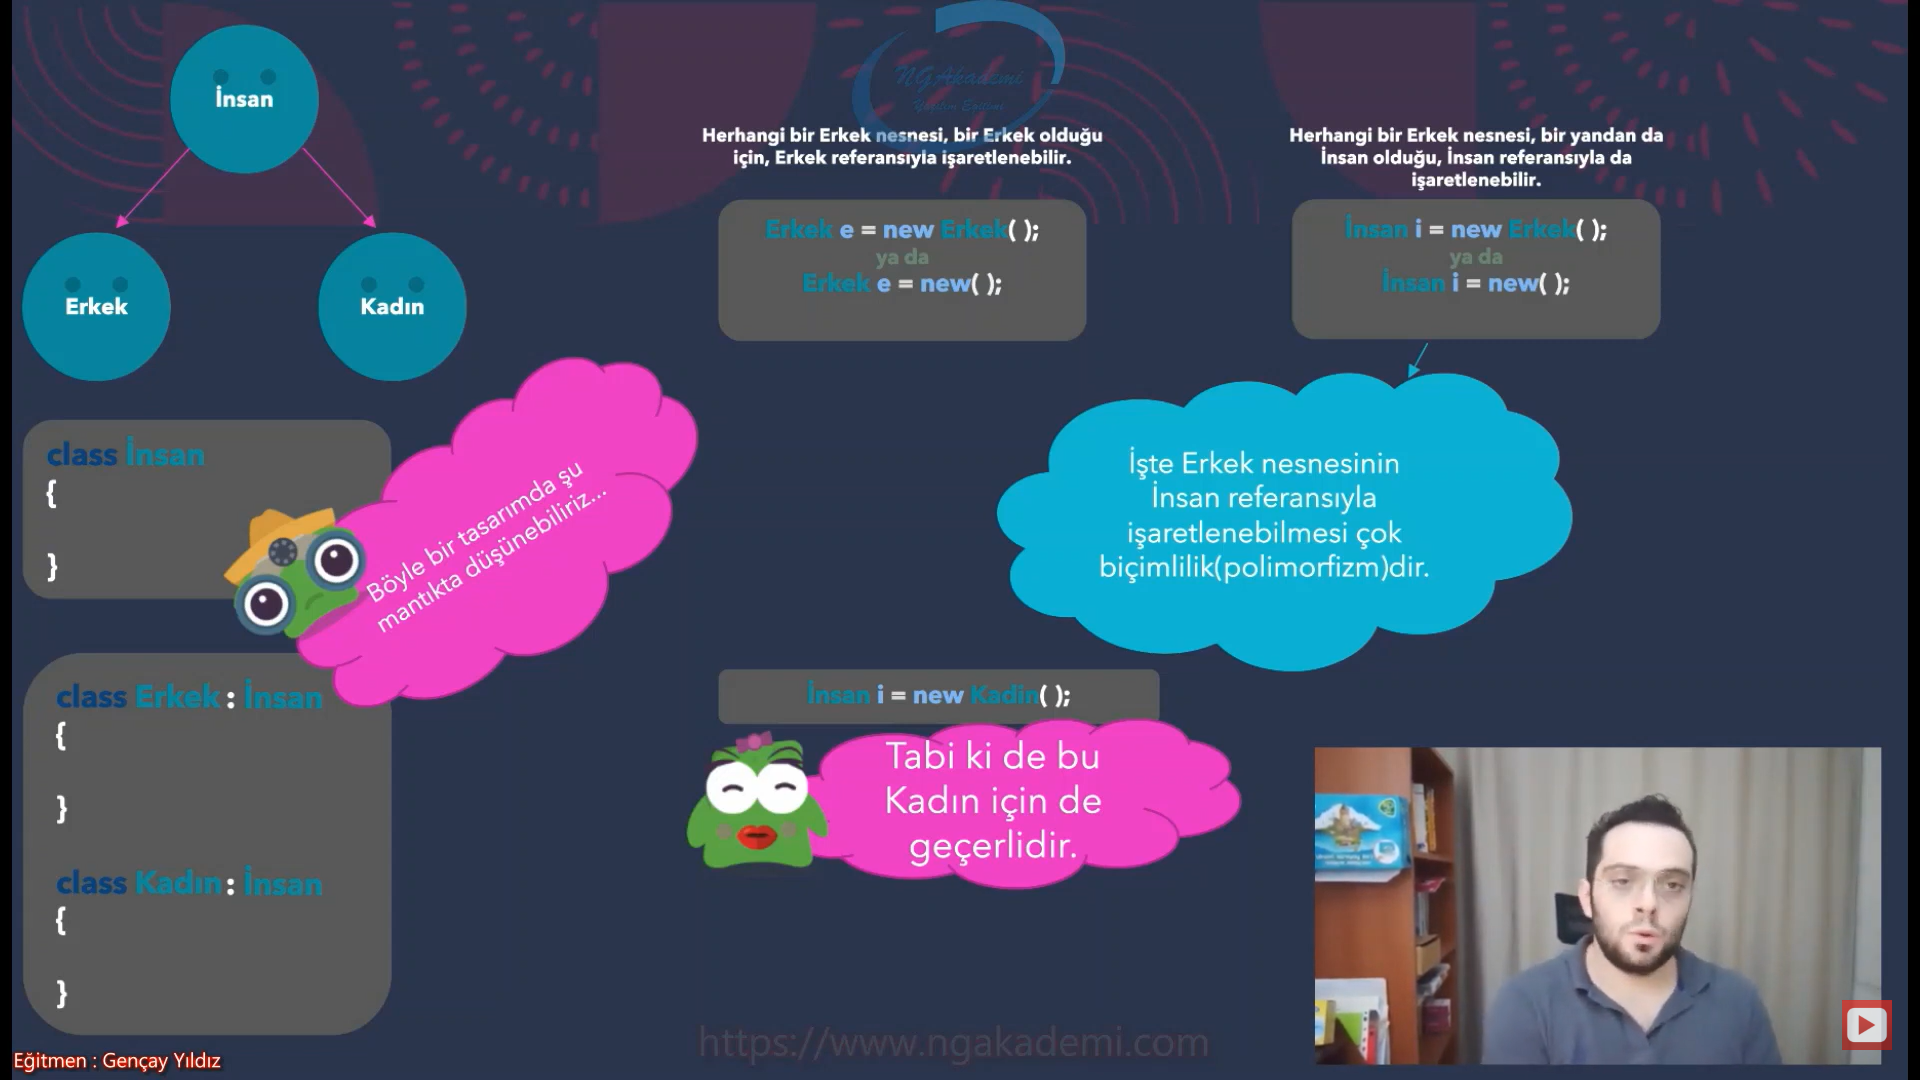 NGAkademi
Yazılım Eğitimi
İnsan
Erkek
Kadın
class İnsan
{
}
class Erkek : İnsan
{
}
class Kadın : İnsan
{
}
Böyle bir tasarımda şu
mantıkta düşünebiliriz...
Herhangi bir Erkek nesnesi, bir Erkek olduğu
için, Erkek referansıyla işaretlenebilir.
Erkek e = new Erkek( );
ya da
Erkek e = new( );
Herhangi bir Erkek nesnesi, bir yandan da
İnsan olduğu, İnsan referansıyla da
işaretlenebilir.
İnsan i = new Erkek( );
ya da
İnsan i = new( );
İşte Erkek nesnesinin
İnsan referansıyla
işaretlenebilmesi çok
biçimlilik(polimorfizm)dir.
İnsan i = new Kadin( );
Tabi ki de bu
Kadın için de
geçerlidir.
https://www.ngakademi.com
Eğitmen : Gençay Yıldız